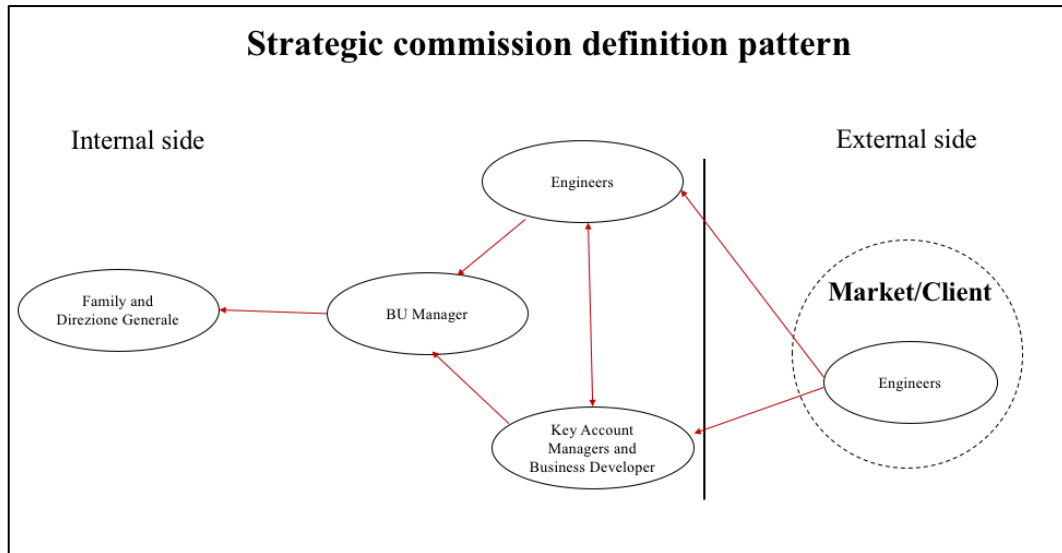 Strategic commission definition pattern
Internal side
External side
Engineers
Family and
Direzione Generale
BU Manager
Market/Client
Engineers
Key Account
Managers and
Business Developer